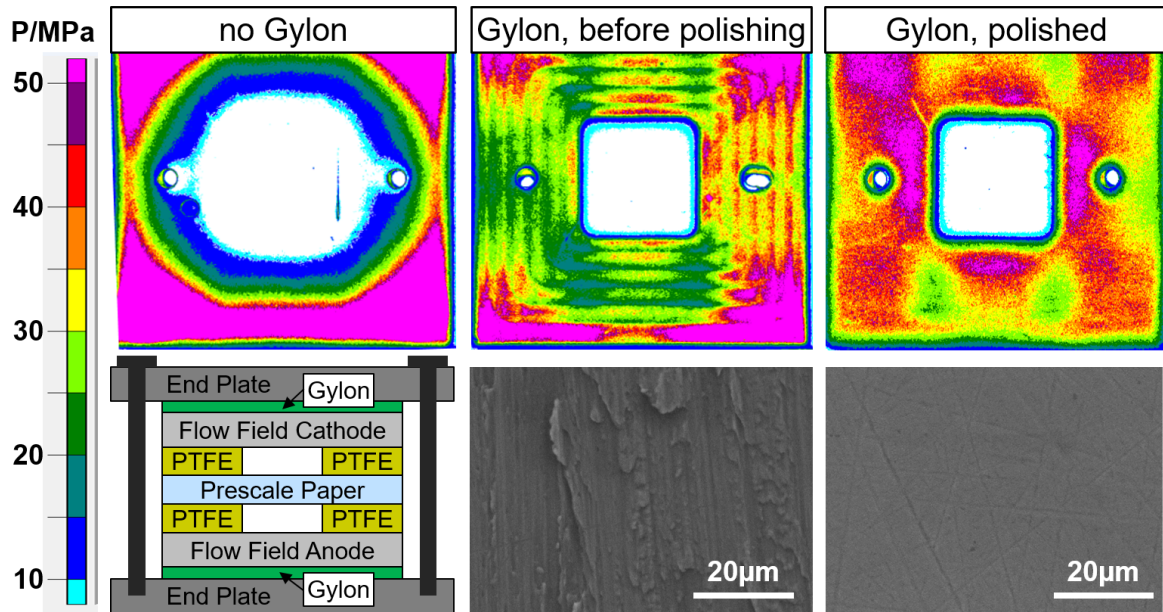 P/MPa
no Gylon
Gylon, before polishing
Gylon, polished
50
40
30
20
10
End Plate
Gylon
Flow Field Cathode
PTFE PTFE
Prescale Paper
PTFE PTFE
Flow Field Anode
Gylon
End Plate
20µm
20µm